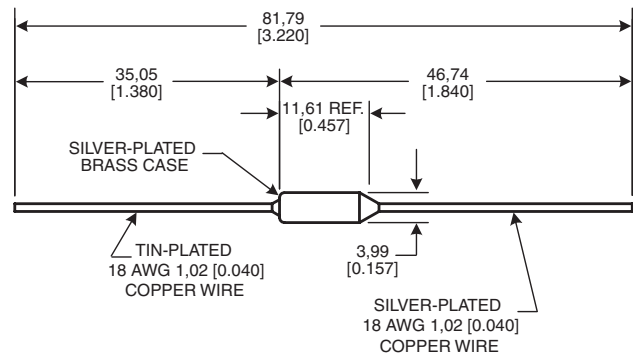 81,79
[3.220]
35,05
[1.380]
46,74
[1.840]
11,61 REF.
[0.457]
SILVER-PLATED
BRASS CASE
TIN-PLATED
18 AWG 1,02 [0.040]
COPPER WIRE
3,99
[0.157]
SILVER-PLATED
18 AWG 1,02 [0.040]
COPPER WIRE